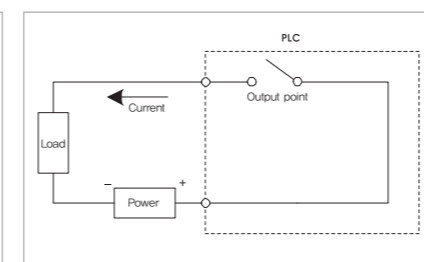 PLC
Output point
Current
Load
– +
Power